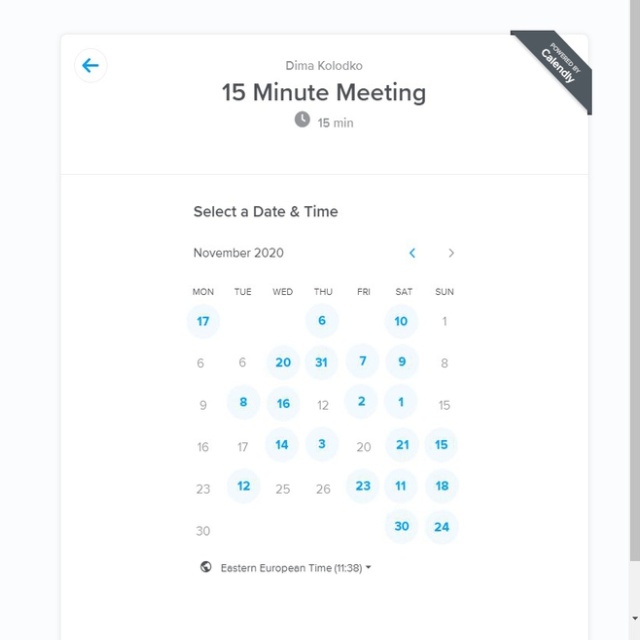 POWERED BY
Calendly
Dima Kolodko
15 Minute Meeting
15 min
Select a Date & Time
November 2020
MON TUE WED THU FRI SAT SUN
17 6 10 1
6 6 20 31 7 9 8
9 8 16 12 2 1 15
16 17 14 3 20 21 15
23 12 25 26 23 11 18
30 30 24
Eastern European Time (11:38)